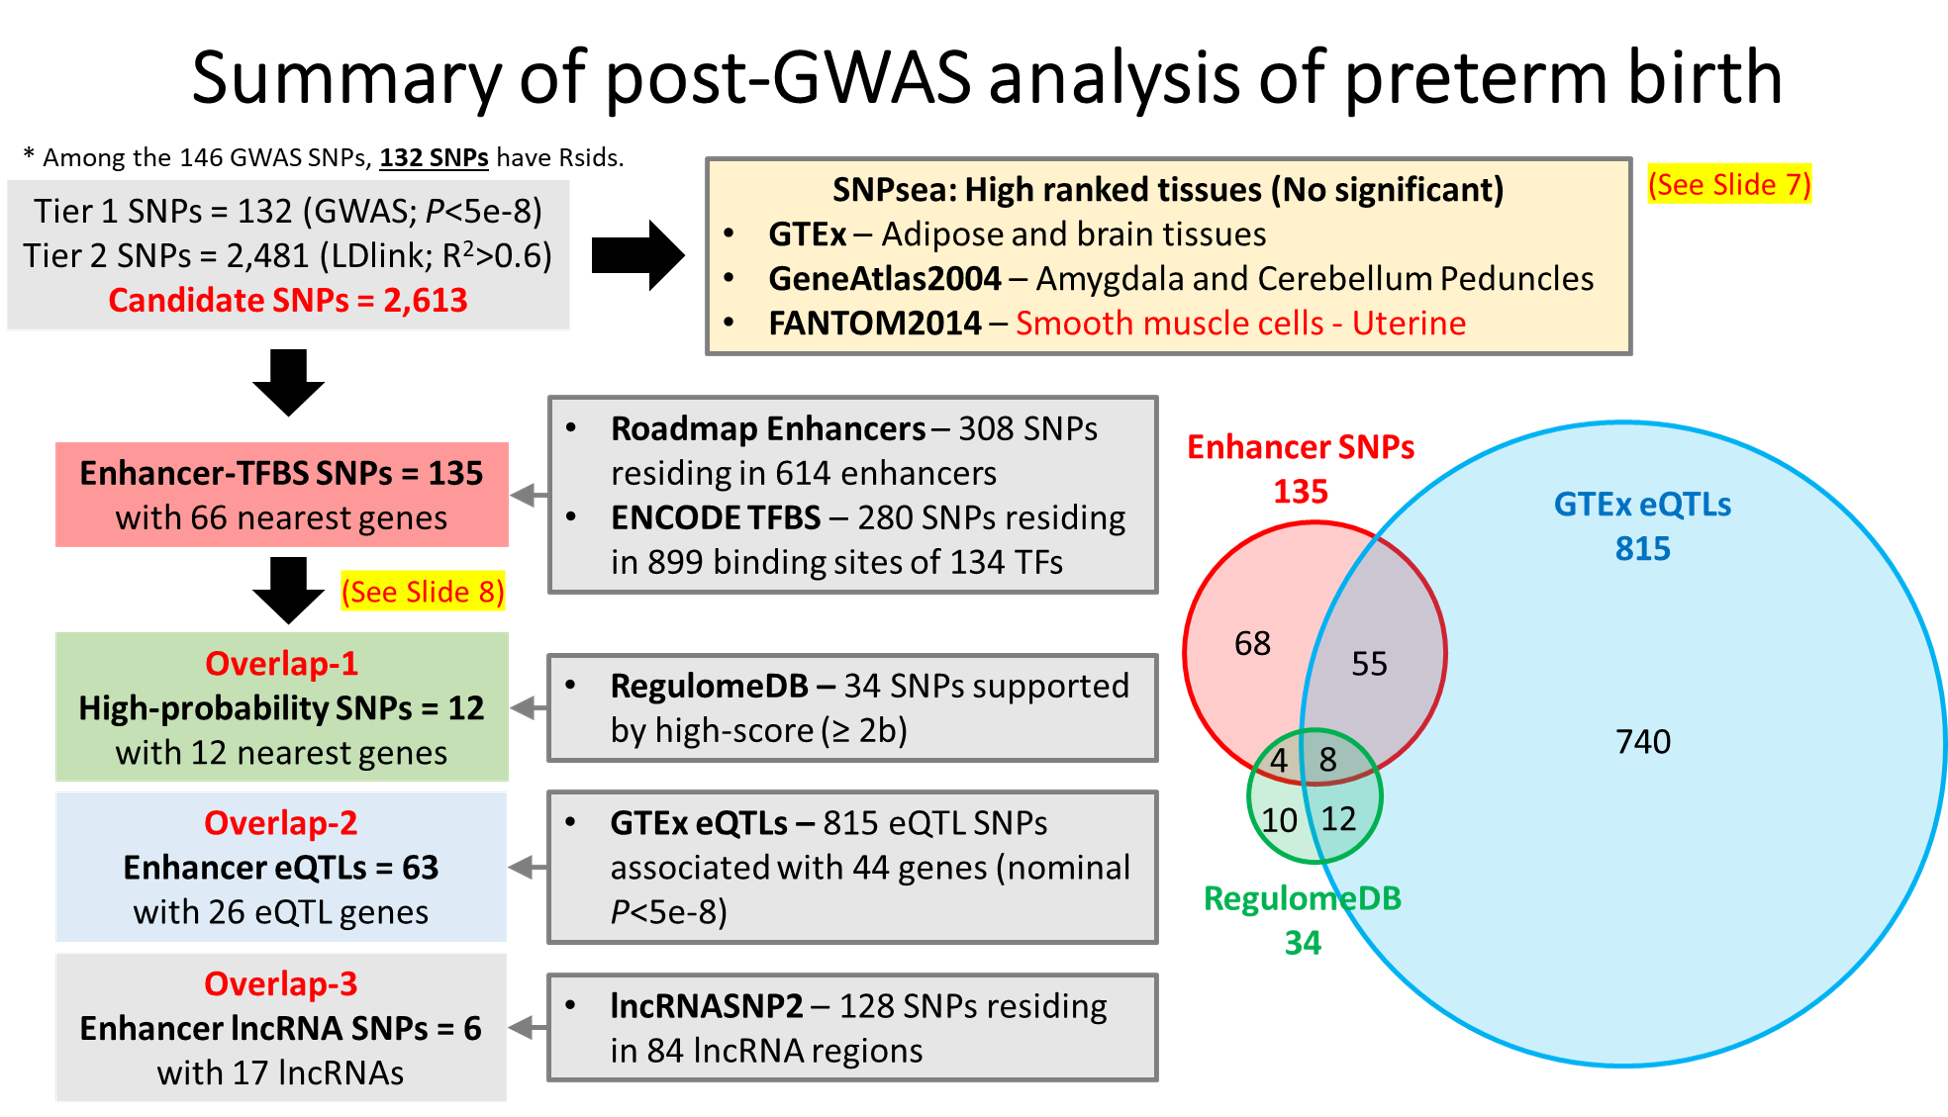 Summary of post-GWAS analysis of preterm birth
* Among the 146 GWAS SNPs, 132 SNPs have Rsids.
Tier 1 SNPs = 132 (GWAS; P<5e-8)
Tier 2 SNPs = 2,481 (LDlink; R²>0.6)
Candidate SNPs = 2,613
SNPsea: High ranked tissues (No significant)
• GTEx – Adipose and brain tissues
• GeneAtlas2004 – Amygdala and Cerebellum Peduncles
• FANTOM2014 – Smooth muscle cells - Uterine
(See Slide 7)
Enhancer-TFBS SNPs = 135
with 66 nearest genes
• Roadmap Enhancers – 308 SNPs
residing in 614 enhancers
• ENCODE TFBS – 280 SNPs residing
in 899 binding sites of 134 TFs
(See Slide 8)
Overlap-1
High-probability SNPs = 12
with 12 nearest genes
• RegulomeDB – 34 SNPs supported
by high-score (≥ 2b)
Overlap-2
Enhancer eQTLs = 63
with 26 eQTL genes
• GTEx eQTLs – 815 eQTL SNPs
associated with 44 genes (nominal
P<5e-8)
Overlap-3
Enhancer lncRNA SNPs = 6
with 17 lncRNAs
• lncRNASNP2 – 128 SNPs residing
in 84 lncRNA regions
Enhancer SNPs
135
GTEx eQTLs
815
68
55
740
4
8
10
12
RegulomeDB
34